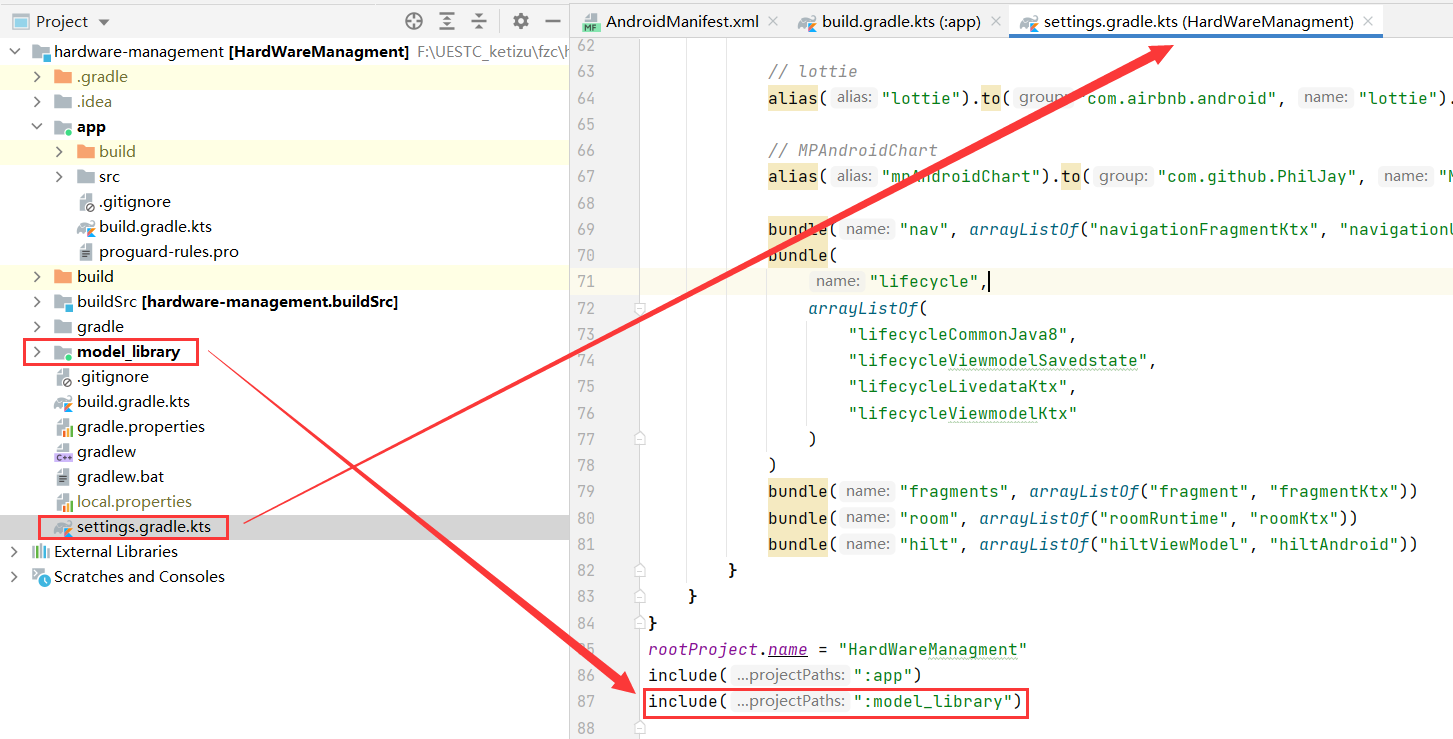 Project
hardware-management [HardWareManagment] F:\UESTC_ketizu\fzc\h
.gradle
.idea
app
build
src
.gitignore
build.gradle.kts
proguard-rules.pro
build
buildSrc [hardware-management.buildSrc]
gradle
model_library
.gitignore
build.gradle.kts
gradle.properties
gradlew
gradlew.bat
local.properties
settings.gradle.kts
External Libraries
Scratches and Consoles
AndroidManifest.xml
build.gradle.kts (:app)
settings.gradle.kts (HardWareManagment)
62
63 // lottie
64 alias( alias: "lottie").to( group: "com.airbnb.android", name: "lottie").
65
66 // MPAndroidChart
67 alias( alias: "mpAndroidChart").to( group: "com.github.PhilJay", name: "M
68
69 bundle( name: "nav", arrayListOf("navigationFragmentKtx", "navigationU
70 bundle(
71 name: "lifecycle",
72 arrayListOf(
73 "lifecycleCommonJava8",
74 "lifecycleViewmodelSavedstate",
75 "lifecycleLivedataKtx",
76 "lifecycleViewmodelKtx"
77 )
78 )
79 bundle( name: "fragments", arrayListOf("fragment", "fragmentKtx"))
80 bundle( name: "room", arrayListOf("roomRuntime", "roomKtx"))
81 bundle( name: "hilt", arrayListOf("hiltViewModel", "hiltAndroid"))
82 }
83 }
84 }
85 rootProject.name = "HardWareManagment"
86 include( ...projectPaths: ":app")
87 include( ...projectPaths: ":model_library")
88